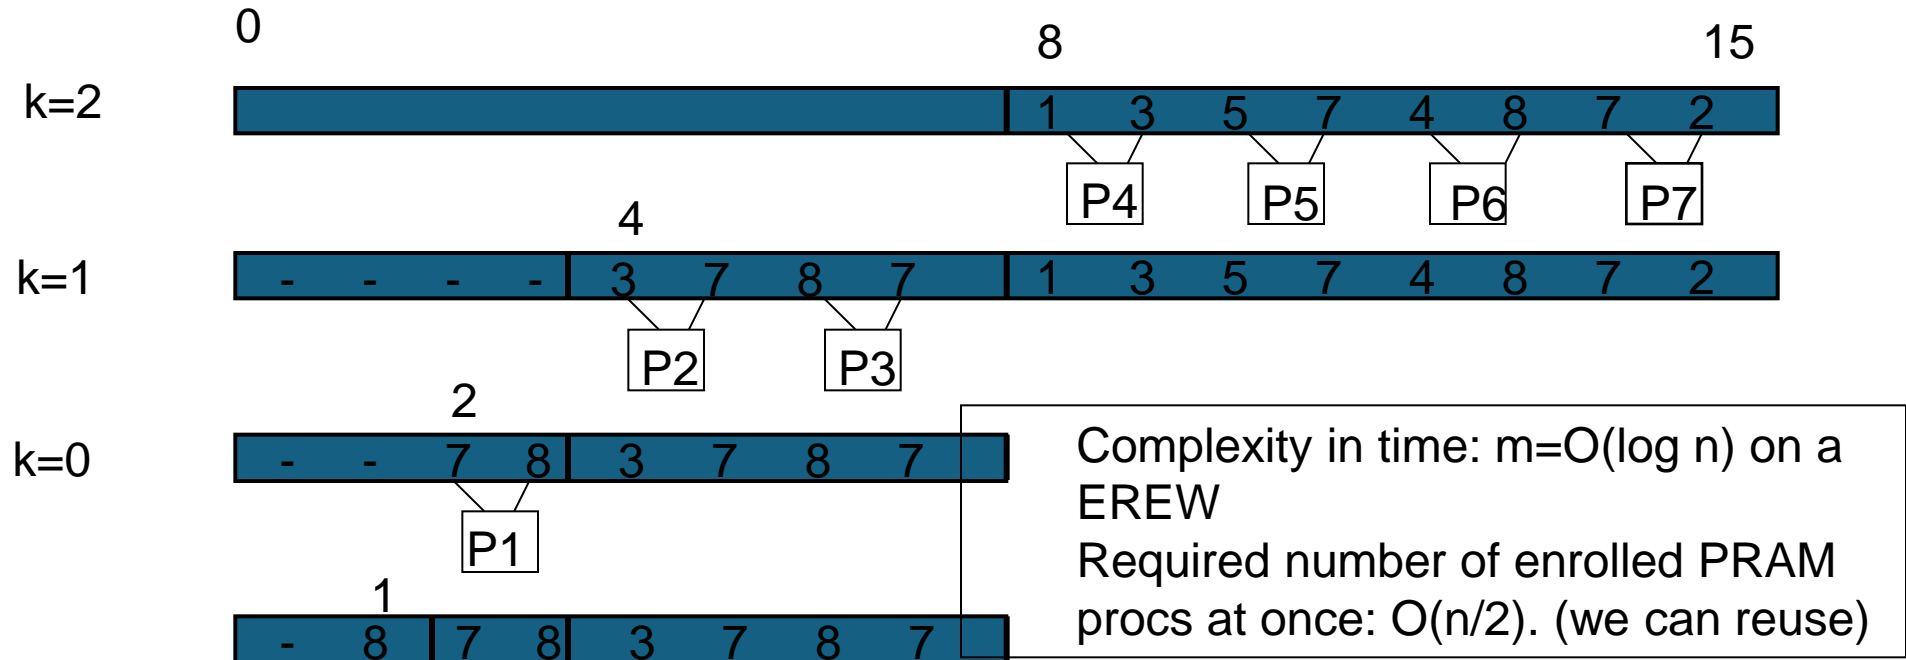 0 8 15
k=2 1 3 5 7 4 8 7 2
P4 P5 P6 P7
4
k=1 - - - - 3 7 8 7 1 3 5 7 4 8 7 2
P2 P3
2
k=0 - - 7 8 3 7 8 7
P1
1
- 8 7 8 3 7 8 7
Complexity in time: m=O(log n) on a
EREW
Required number of enrolled PRAM
procs at once: O(n/2). (we can reuse)